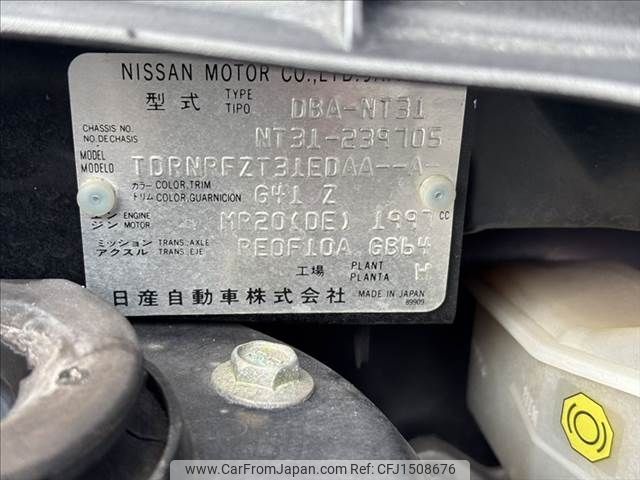 NISSAN MOTOR CO.,LTD.
型式 TYPE TIPO DBA-NT31
CHASSIS NO. NO.DE CHASIS NT31-239705
MODEL MODELO TDRNRFZT31EDAA--A-
カラー COLOR,TRIM
トリム COLOR,GUARNICION G41 Z
エンジン ENGINE MOTOR MR20(DE) 1997 CC
ミッション TRANS. AXLE
アクスル TRANS. EJE RE0F10A GB64
工場 PLANT PLANTA H
日産自動車株式会社 MADE IN JAPAN
89909
www.CarFromJapan.com | Car ID: CFJ1508676